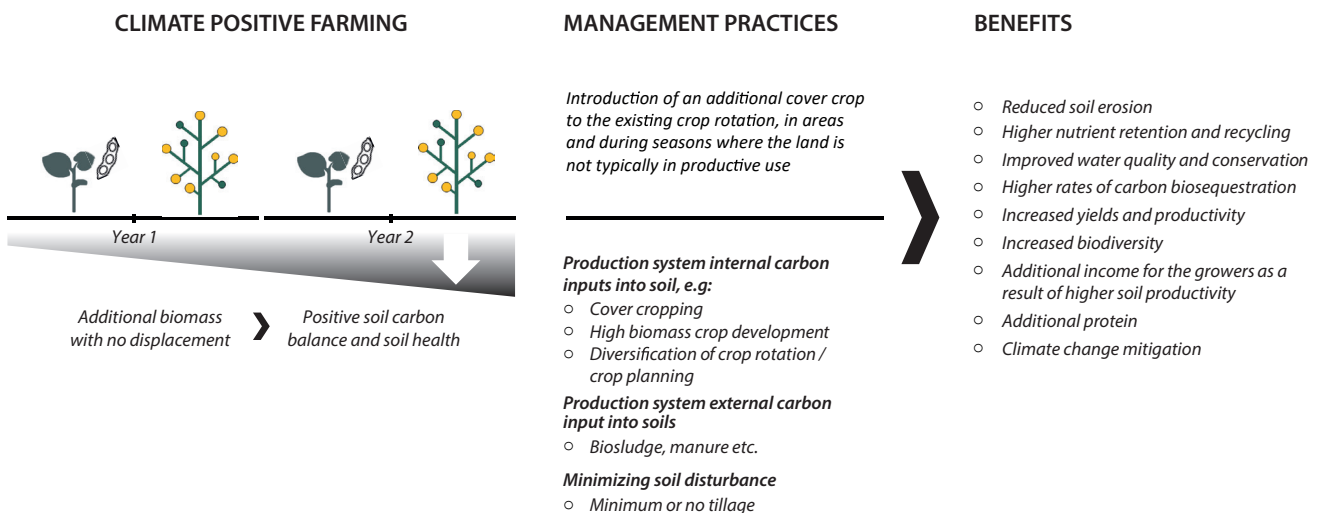 CLIMATE POSITIVE FARMING
Year 1
Year 2
Additional biomass
with no displacement
Positive soil carbon
balance and soil health
MANAGEMENT PRACTICES
Introduction of an additional cover crop
to the existing crop rotation, in areas
and during seasons where the land is
not typically in productive use
Production system internal carbon
inputs into soil, e.g:
○ Cover cropping
○ High biomass crop development
○ Diversification of crop rotation /
crop planning
Production system external carbon
input into soils
○ Biosludge, manure etc.
Minimizing soil disturbance
○ Minimum or no tillage
BENEFITS
○ Reduced soil erosion
○ Higher nutrient retention and recycling
○ Improved water quality and conservation
○ Higher rates of carbon biosequestration
○ Increased yields and productivity
○ Increased biodiversity
○ Additional income for the growers as a
result of higher soil productivity
○ Additional protein
○ Climate change mitigation